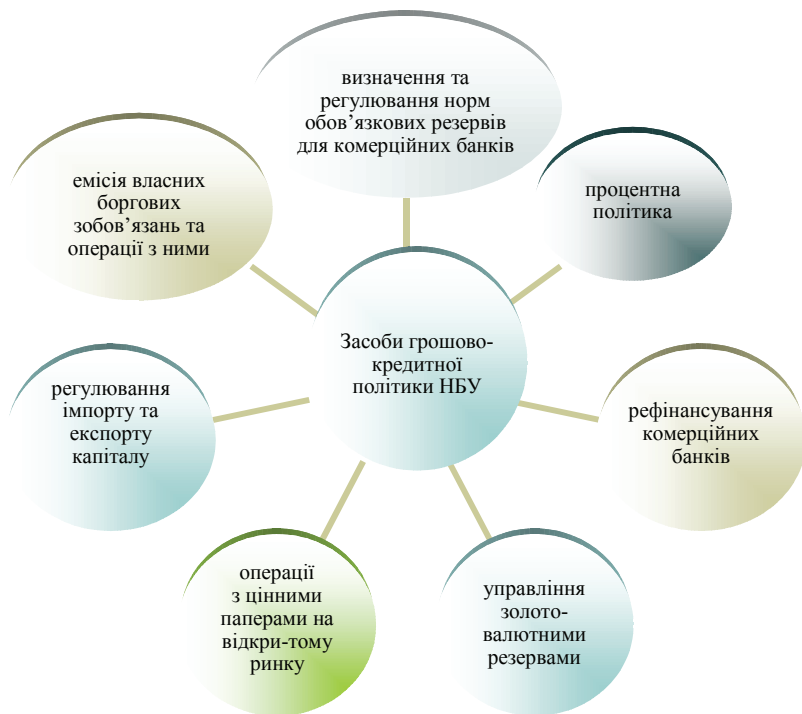 визначення та
регулювання норм
обов’язкових резервів
для комерційних банків
процентна
політика
емісія власних
боргових
зобов’язань та
операції з ними
Засоби грошово-
кредитної
політики НБУ
регулювання
імпорту та
експорту
капіталу
рефінансування
комерційних
банків
операції
з цінними
паперами на
відкри-тому
ринку
управління
золото-
валютними
резервами